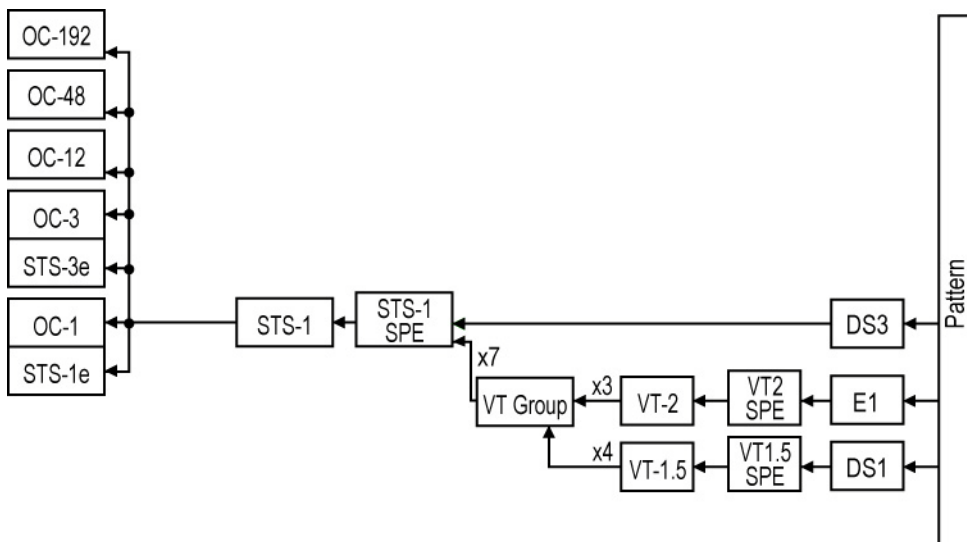 OC-192
OC-48
OC-12
OC-3
STS-3e
OC-1
STS-1e
STS-1
STS-1
SPE
DS3
x7
VT Group
x3
VT-2
VT2
SPE
E1
x4
VT-1.5
VT1.5
SPE
DS1
Pattern